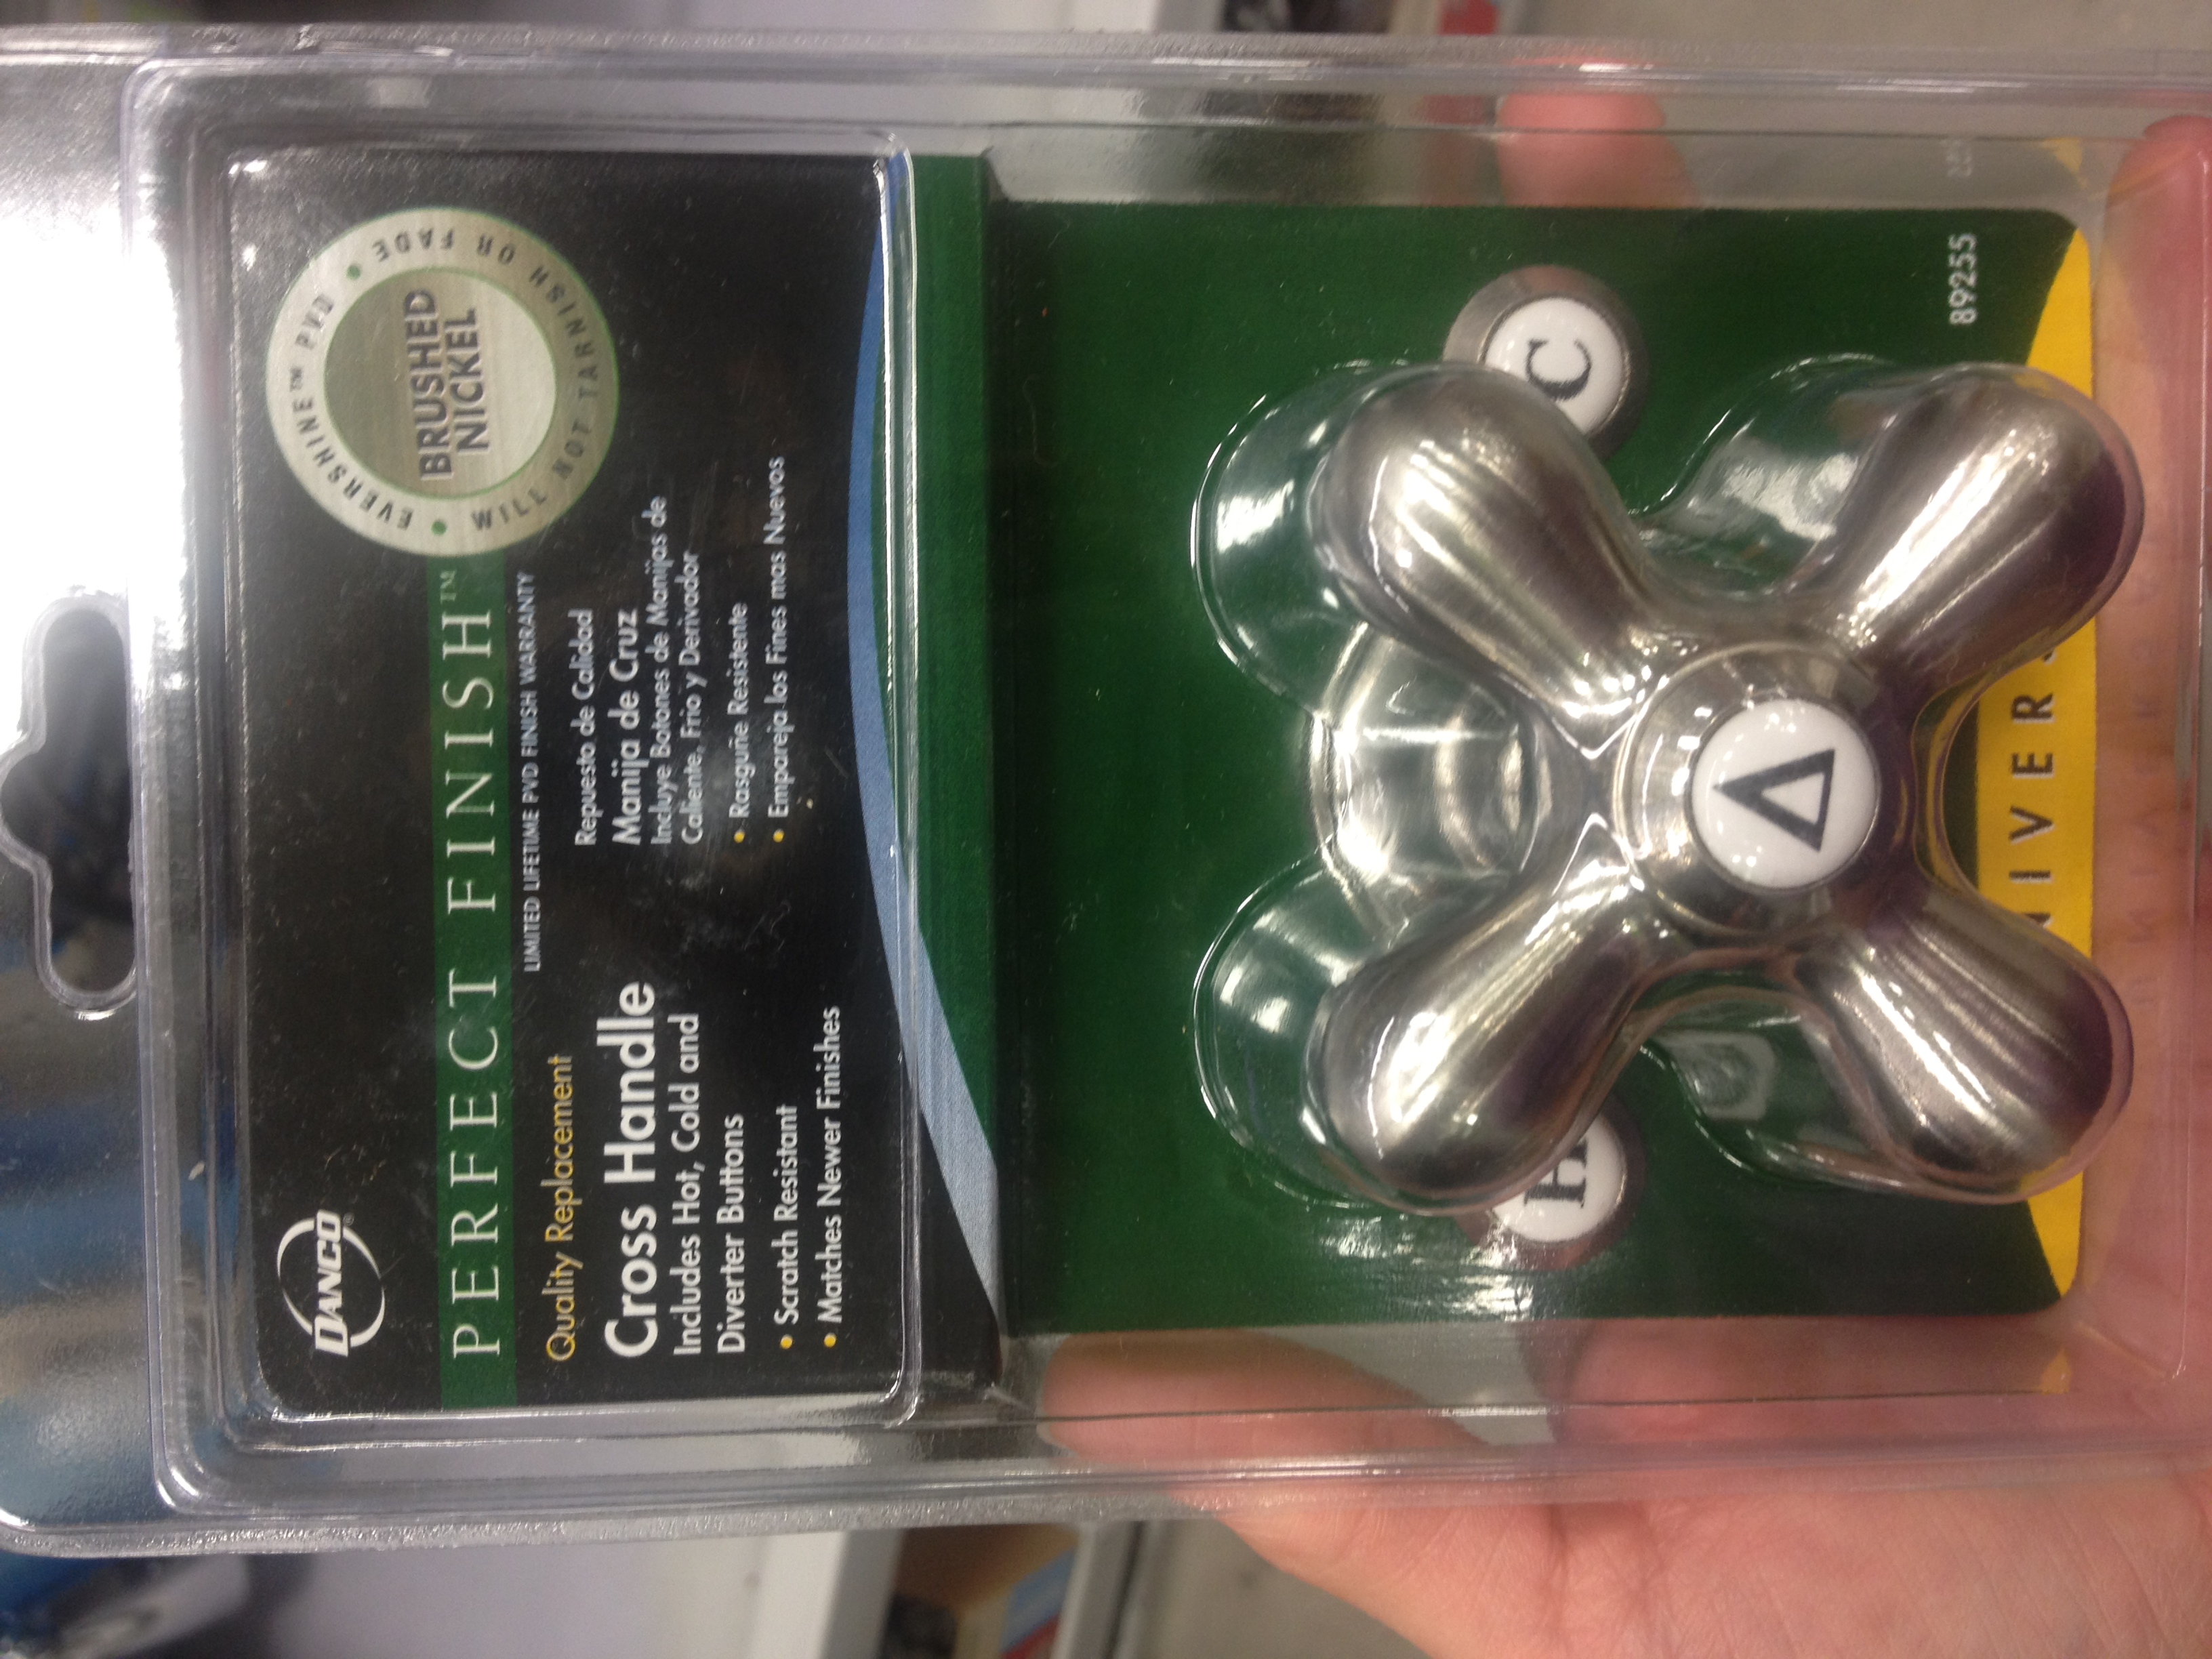 DANCO®
PERFECT FINISH™
LIMITED LIFETIME PVD FINISH WARRANTY
EVERSHINE™ PVD • WILL NOT TARNISH OR FADE •
BRUSHED
NICKEL
Quality Replacement
Cross Handle
Includes Hot, Cold and
Diverter Buttons
• Scratch Resistant
• Matches Newer Finishes
Repuesto de Calidad
Manija de Cruz
Incluye Botones de Manijas de
Caliente, Frio y Derivador
• Rasguñe Resistente
• Empareja los Fines mas Nuevos
H
C
89255